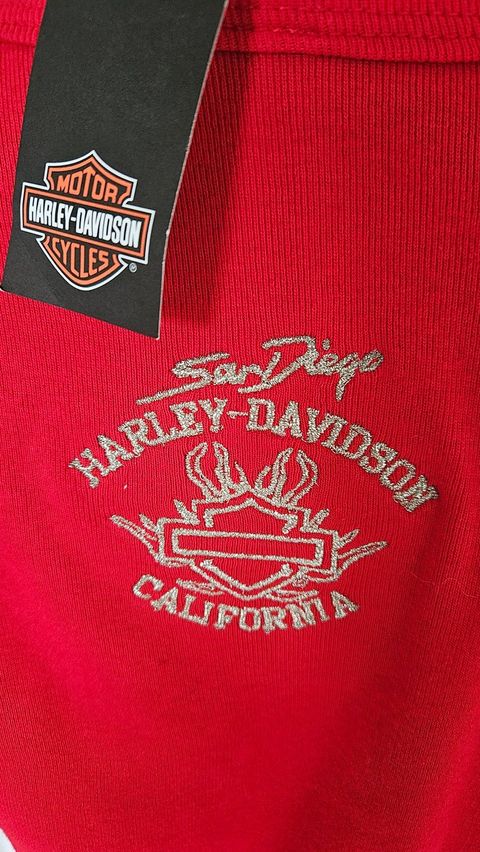 MOTOR
HARLEY-DAVIDSON
CYCLES
®
San Diego
HARLEY-DAVIDSON
CALIFORNIA